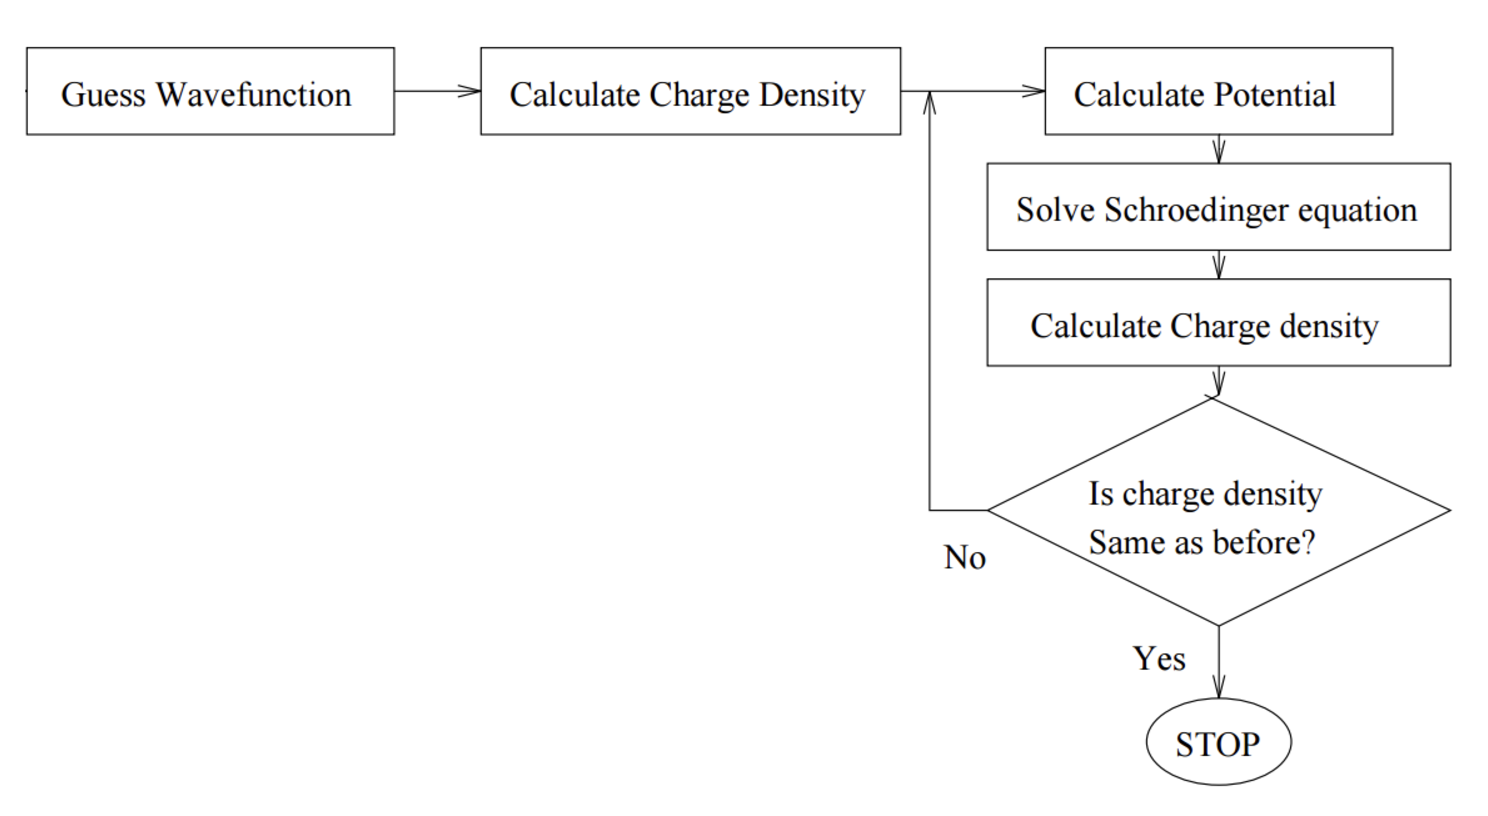 Guess Wavefunction
Calculate Charge Density
Calculate Potential
Solve Schroedinger equation
Calculate Charge density
Is charge density
Same as before?
No
Yes
STOP